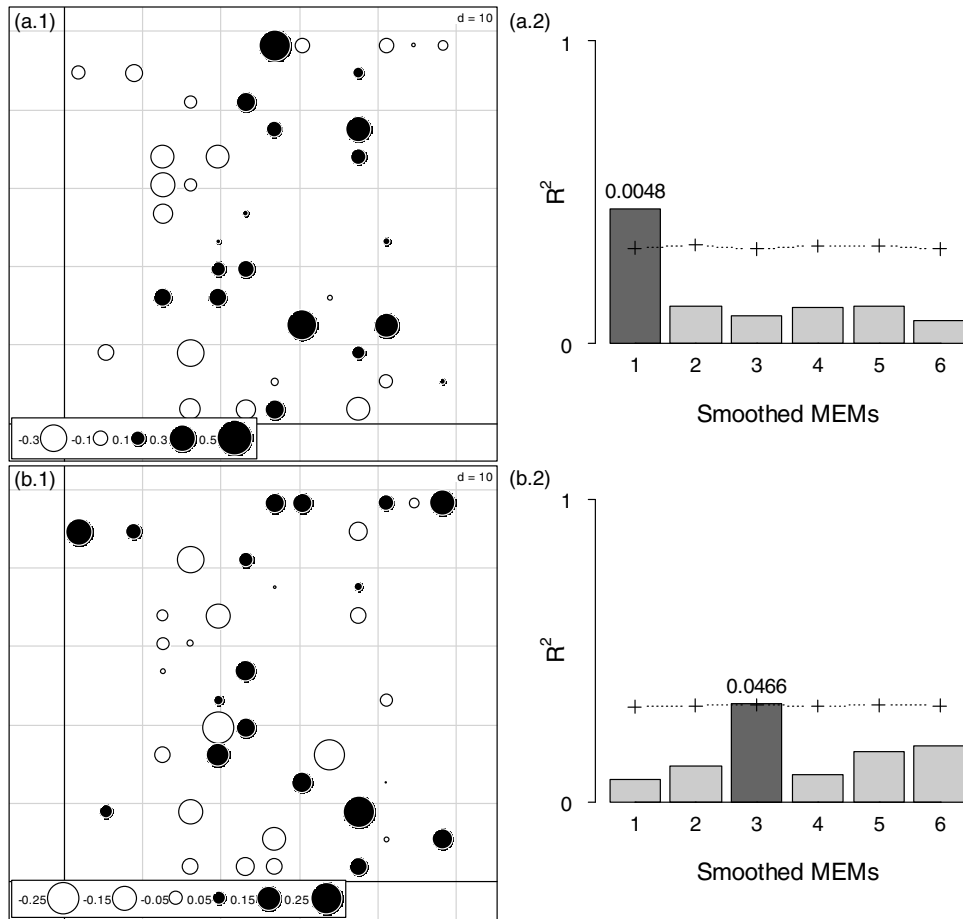 (a.1)
d = 10
-0.3 -0.1 0.1 0.3 0.5
(a.2)
1
R2
0.0048
0
1 2 3 4 5 6
Smoothed MEMs
(b.1)
d = 10
-0.25 -0.15 -0.05 0.05 0.15 0.25
(b.2)
1
R2
0.0466
0
1 2 3 4 5 6
Smoothed MEMs